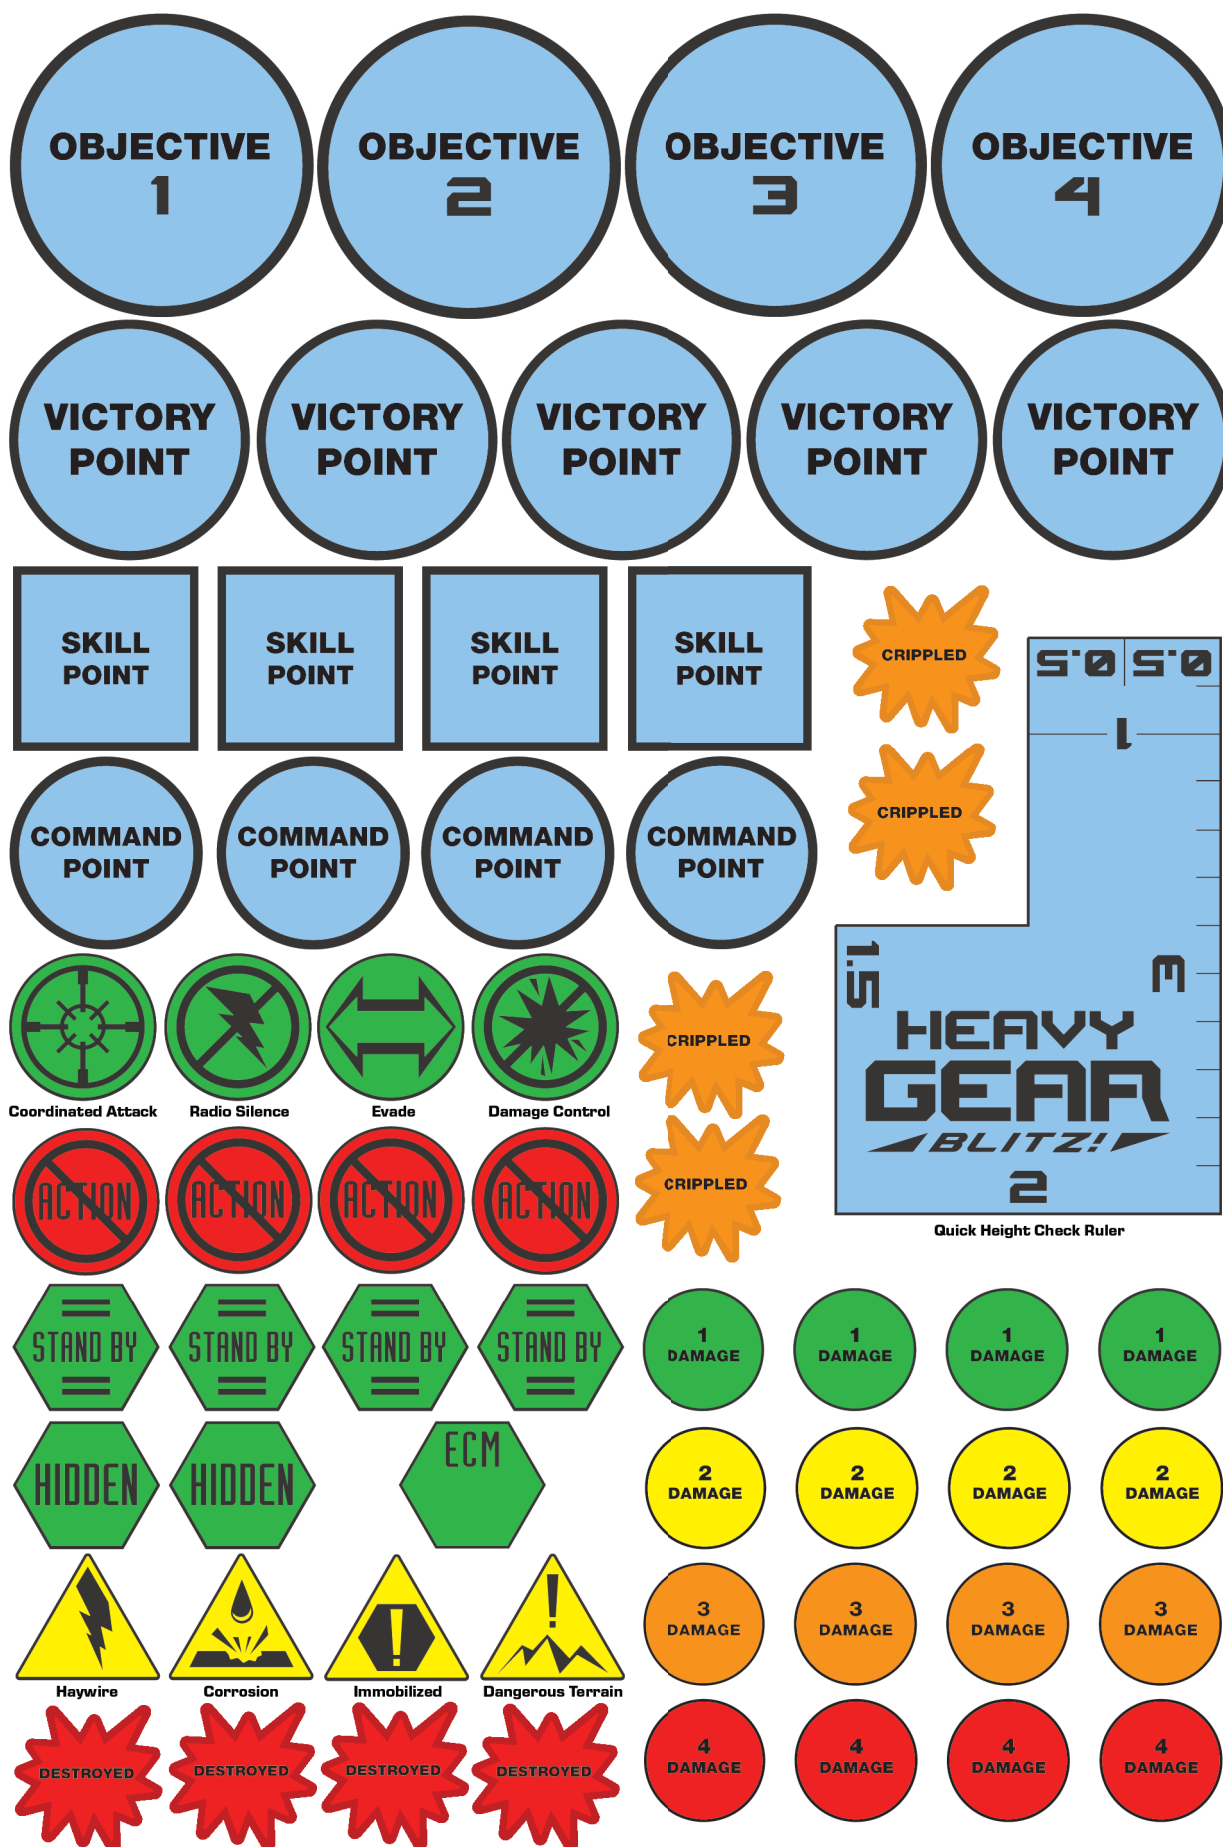 OBJECTIVE
1
OBJECTIVE
2
OBJECTIVE
3
OBJECTIVE
4
VICTORY
POINT
VICTORY
POINT
VICTORY
POINT
VICTORY
POINT
VICTORY
POINT
SKILL
POINT
SKILL
POINT
SKILL
POINT
SKILL
POINT
CRIPPLED
CRIPPLED
COMMAND
POINT
COMMAND
POINT
COMMAND
POINT
COMMAND
POINT
0.5
0.5
1
1.5
3
HEAVY
GEAR
BLITZ!
2
Quick Height Check Ruler
Coordinated Attack
Radio Silence
Evade
Damage Control
CRIPPLED
CRIPPLED
ACTION
ACTION
ACTION
ACTION
STAND BY
STAND BY
STAND BY
STAND BY
HIDDEN
HIDDEN
ECM
Haywire
Corrosion
Immobilized
Dangerous Terrain
DESTROYED
DESTROYED
DESTROYED
DESTROYED
1
DAMAGE
1
DAMAGE
1
DAMAGE
1
DAMAGE
2
DAMAGE
2
DAMAGE
2
DAMAGE
2
DAMAGE
3
DAMAGE
3
DAMAGE
3
DAMAGE
3
DAMAGE
4
DAMAGE
4
DAMAGE
4
DAMAGE
4
DAMAGE